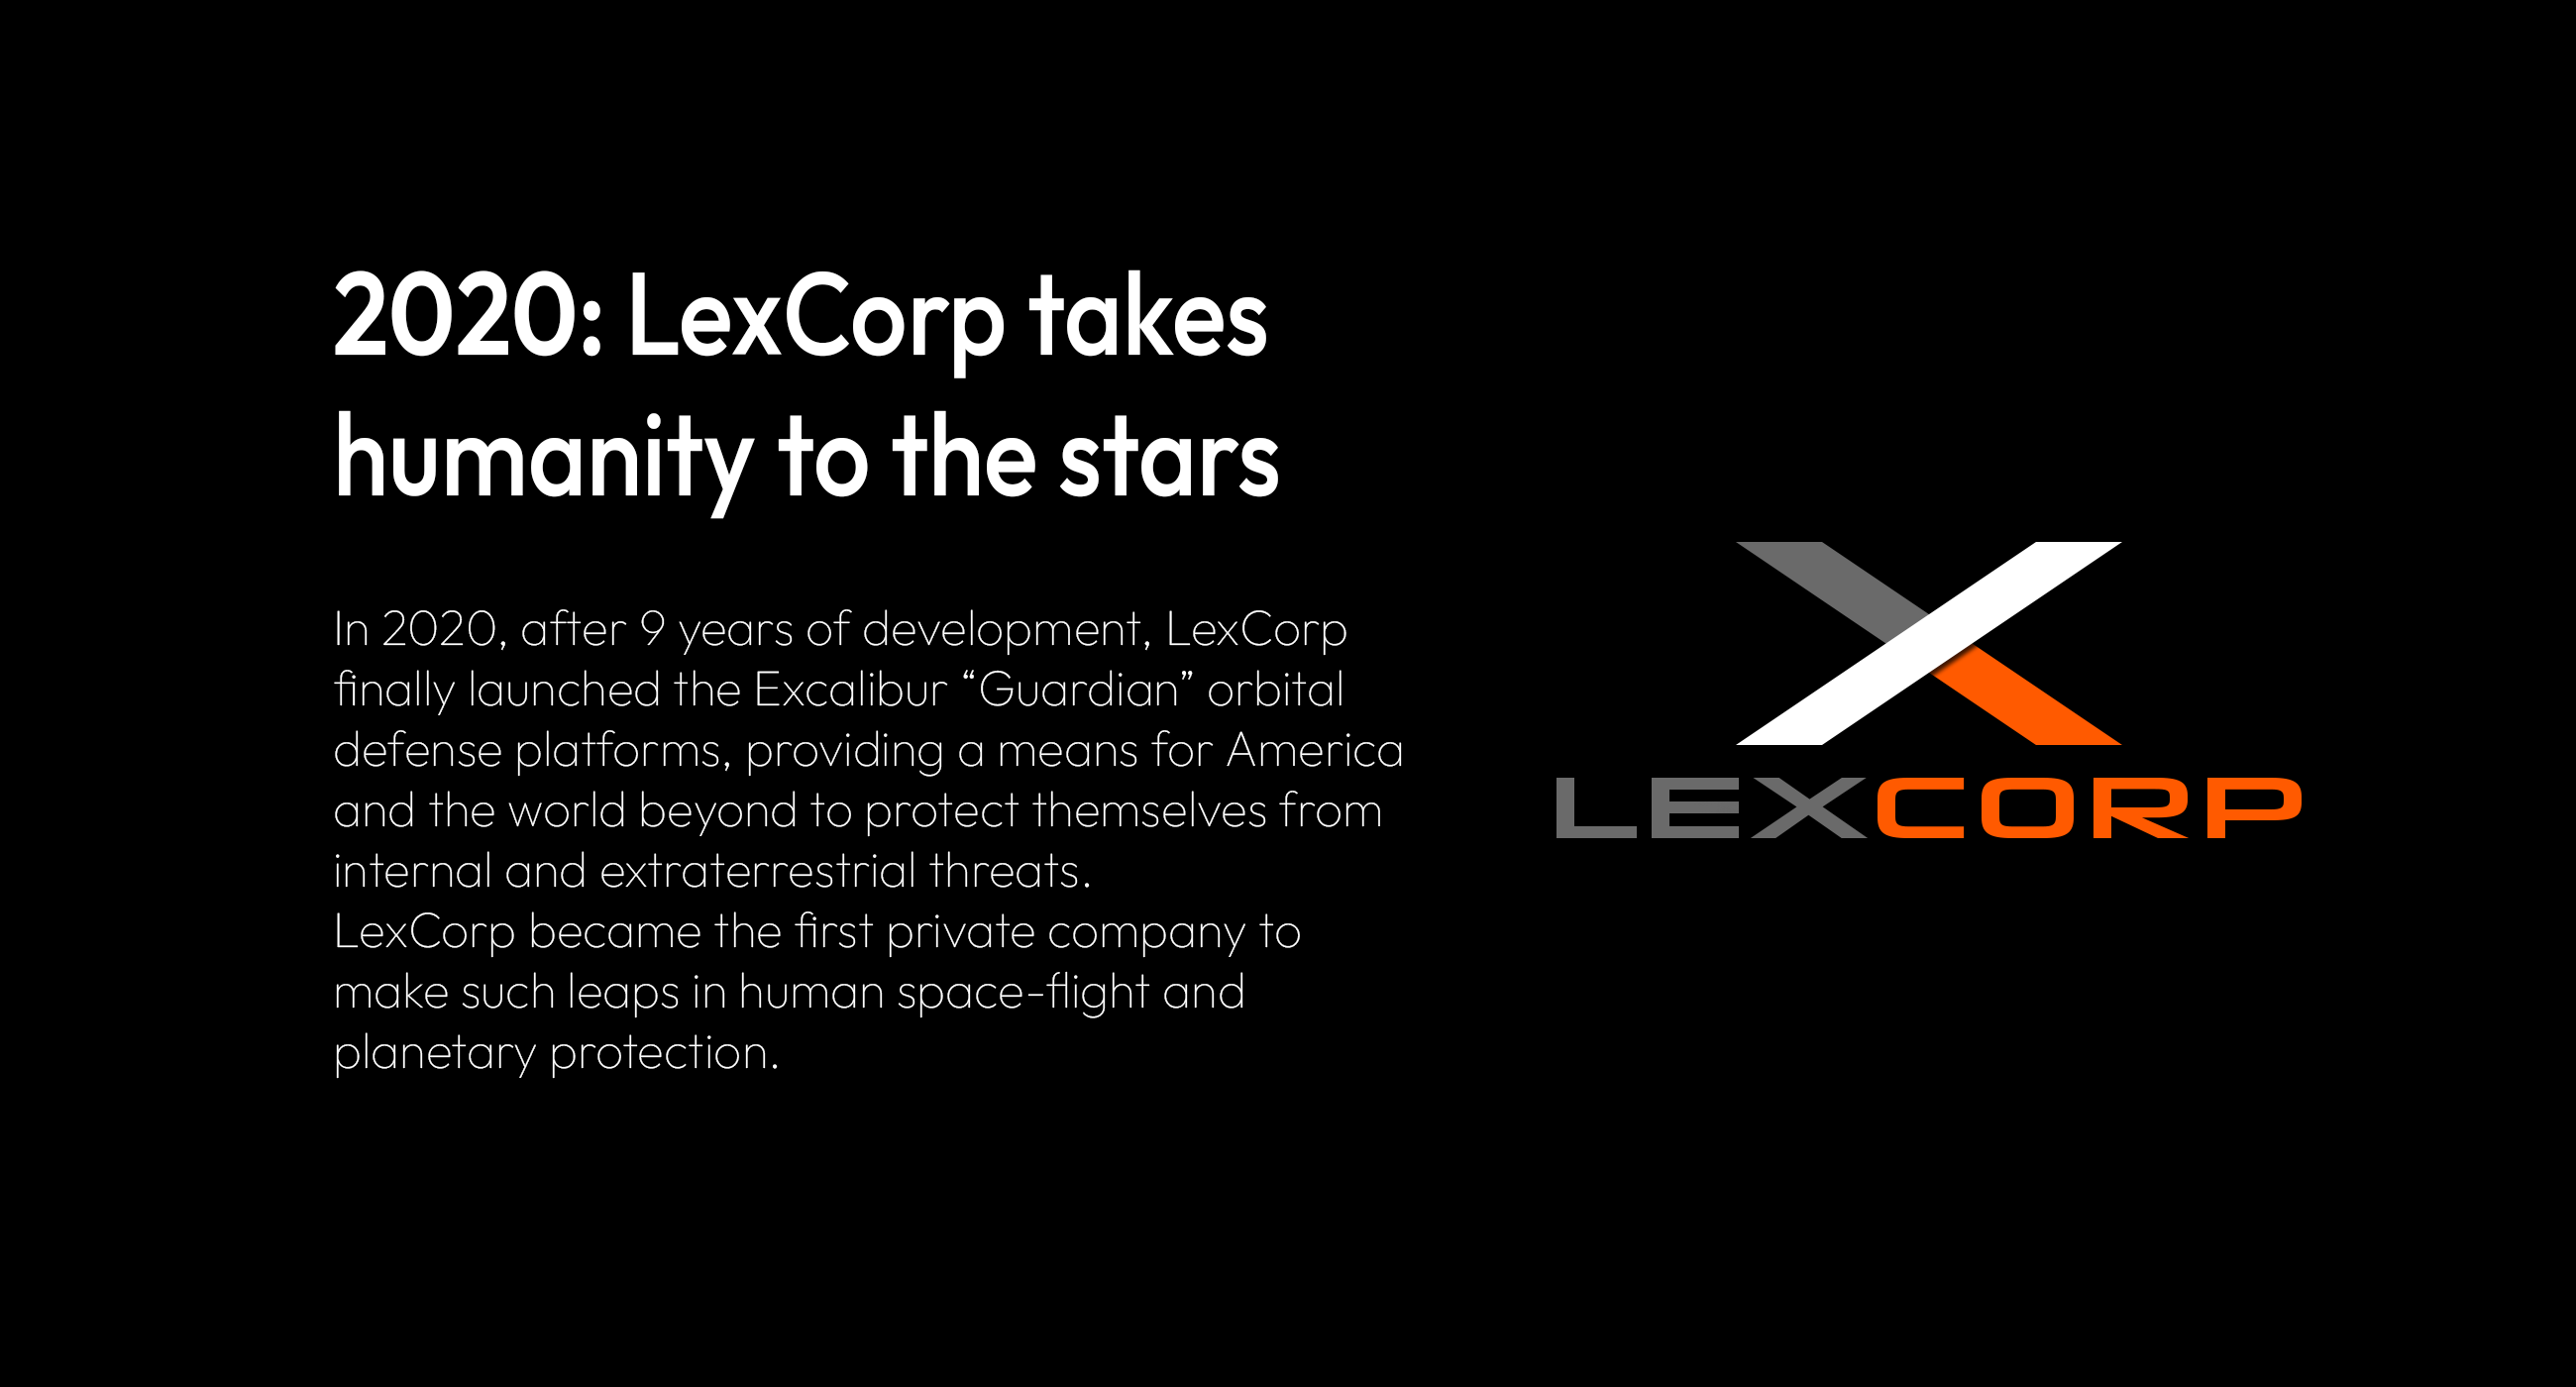 2020: LexCorp takes
humanity to the stars
In 2020, after 9 years of development, LexCorp
finally launched the Excalibur “Guardian” orbital
defense platforms, providing a means for America
and the world beyond to protect themselves from
internal and extraterrestrial threats.
LexCorp became the first private company to
make such leaps in human space-flight and
planetary protection.
LEXCORP